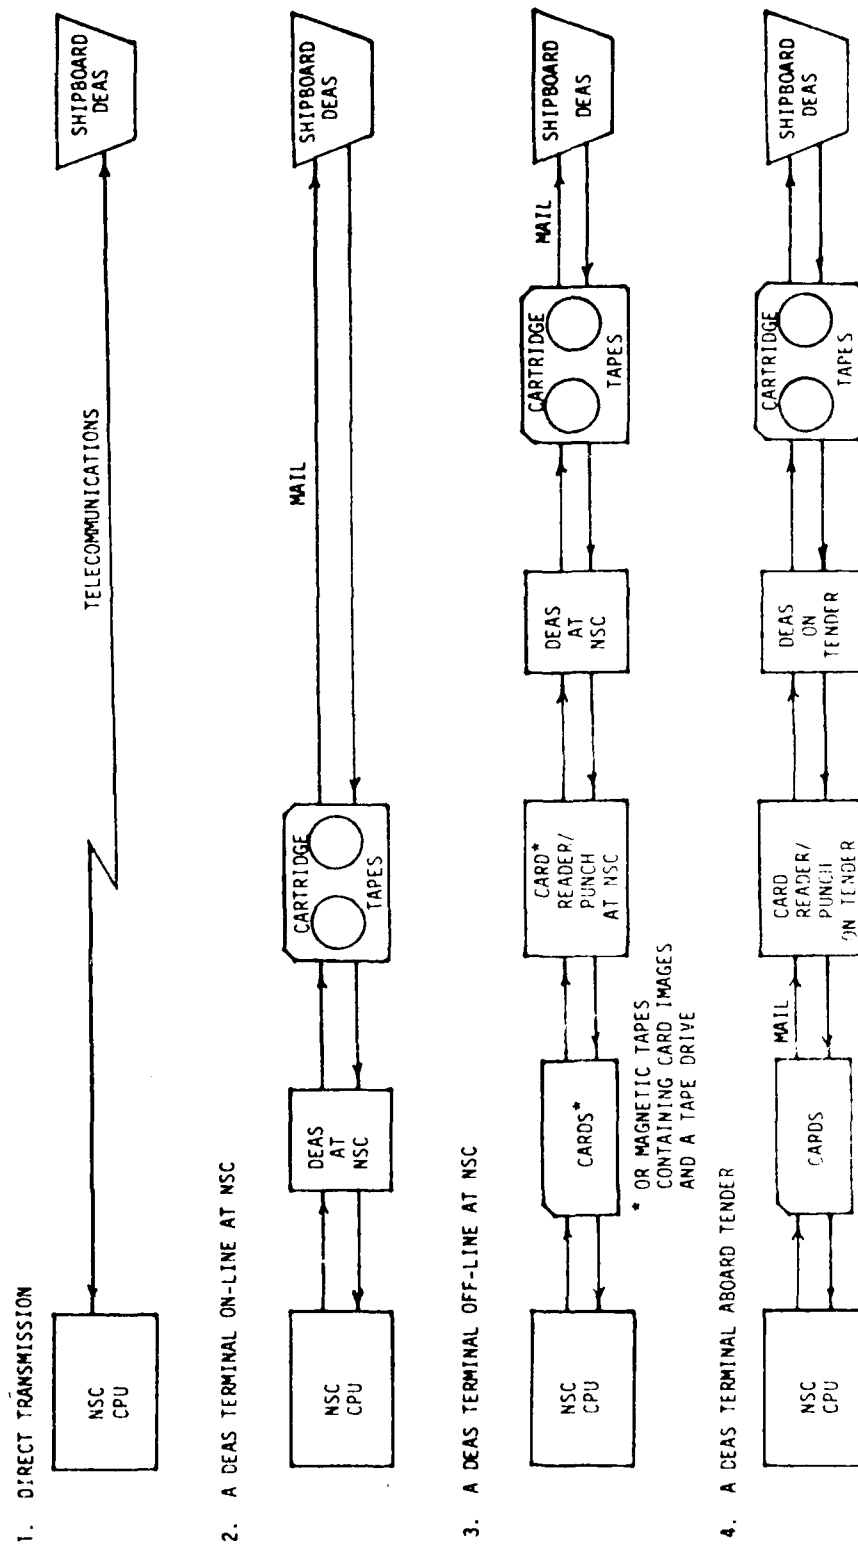 1. DIRECT TRANSMISSION
NSC
CPU
TELECOMMUNICATIONS
SHIPBOARD
DEAS
2. A DEAS TERMINAL ON-LINE AT NSC
NSC
CPU
DEAS
AT
NSC
CARTRIDGE
TAPES
MAIL
SHIPBOARD
DEAS
3. A DEAS TERMINAL OFF-LINE AT NSC
NSC
CPU
CARDS*
* OR MAGNETIC TAPES
CONTAINING CARD IMAGES
AND A TAPE DRIVE
CARD*
READER/
PUNCH
AT NSC
DEAS
AT
NSC
CARTRIDGE
TAPES
MAIL
SHIPBOARD
DEAS
4. A DEAS TERMINAL ABOARD TENDER
NSC
CPU
CARDS
MAIL
CARD
READER/
PUNCH
ON TENDER
DEAS
ON
TENDER
CARTRIDGE
TAPES
SHIPBOARD
DEAS